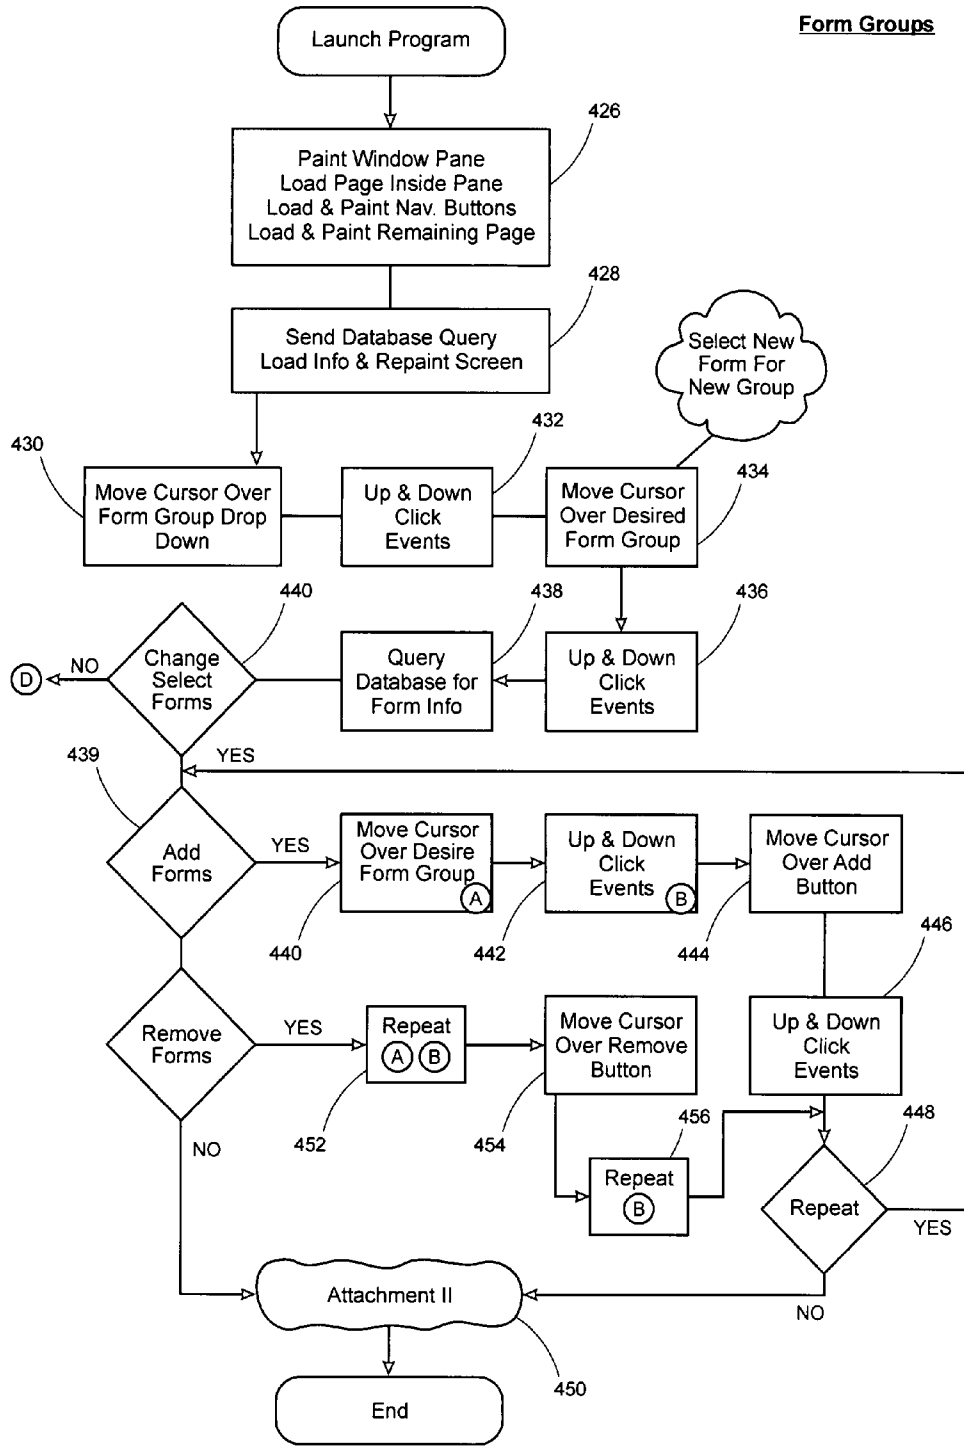 Form Groups
Launch Program
426
Paint Window Pane
Load Page Inside Pane
Load & Paint Nav. Buttons
Load & Paint Remaining Page
428
Send Database Query
Load Info & Repaint Screen
Select New
Form For
New Group
430
Move Cursor Over
Form Group Drop
Down
432
Up & Down
Click
Events
434
Move Cursor
Over Desired
Form Group
440
Change
Select
Forms
NO
D
438
Query
Database for
Form Info
436
Up & Down
Click
Events
YES
439
Add
Forms
YES
Move Cursor
Over Desire
Form Group
A
440
Up & Down
Click
Events
B
442
Move Cursor
Over Add
Button
444
446
Up & Down
Click
Events
Remove
Forms
YES
Repeat
A B
452
Move Cursor
Over Remove
Button
454
456
Repeat
B
448
Repeat
YES
NO
NO
Attachment II
450
End